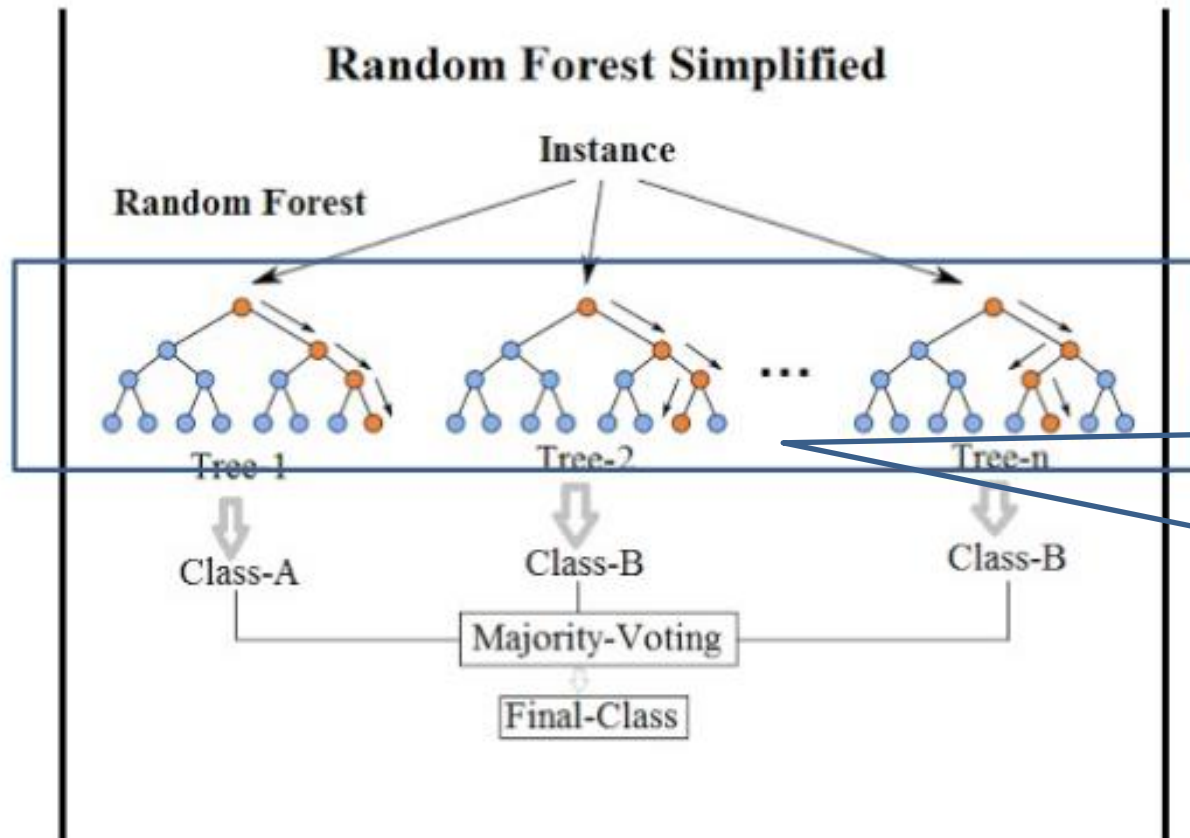 Random Forest Simplified
Instance
Random Forest
...
Tree-1
Tree-2
Tree-n
Class-A
Class-B
Class-B
Majority-Voting
Final-Class